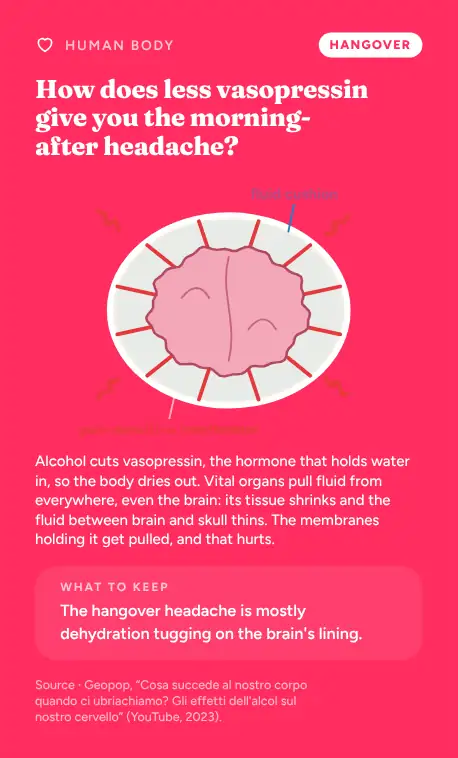 HUMAN BODY
HANGOVER
How does less vasopressin
give you the morning-
after headache?
fluid cushion
Alcohol cuts vasopressin, the hormone that holds water
in, so the body dries out. Vital organs pull fluid from
everywhere, even the brain: its tissue shrinks and the
fluid between brain and skull thins. The membranes
holding it get pulled, and that hurts.
WHAT TO KEEP
The hangover headache is mostly
dehydration tugging on the brain's lining.
Source · Geopop, “Cosa succede al nostro corpo
quando ci ubriachiamo? Gli effetti dell'alcol sul
nostro cervello” (YouTube, 2023).